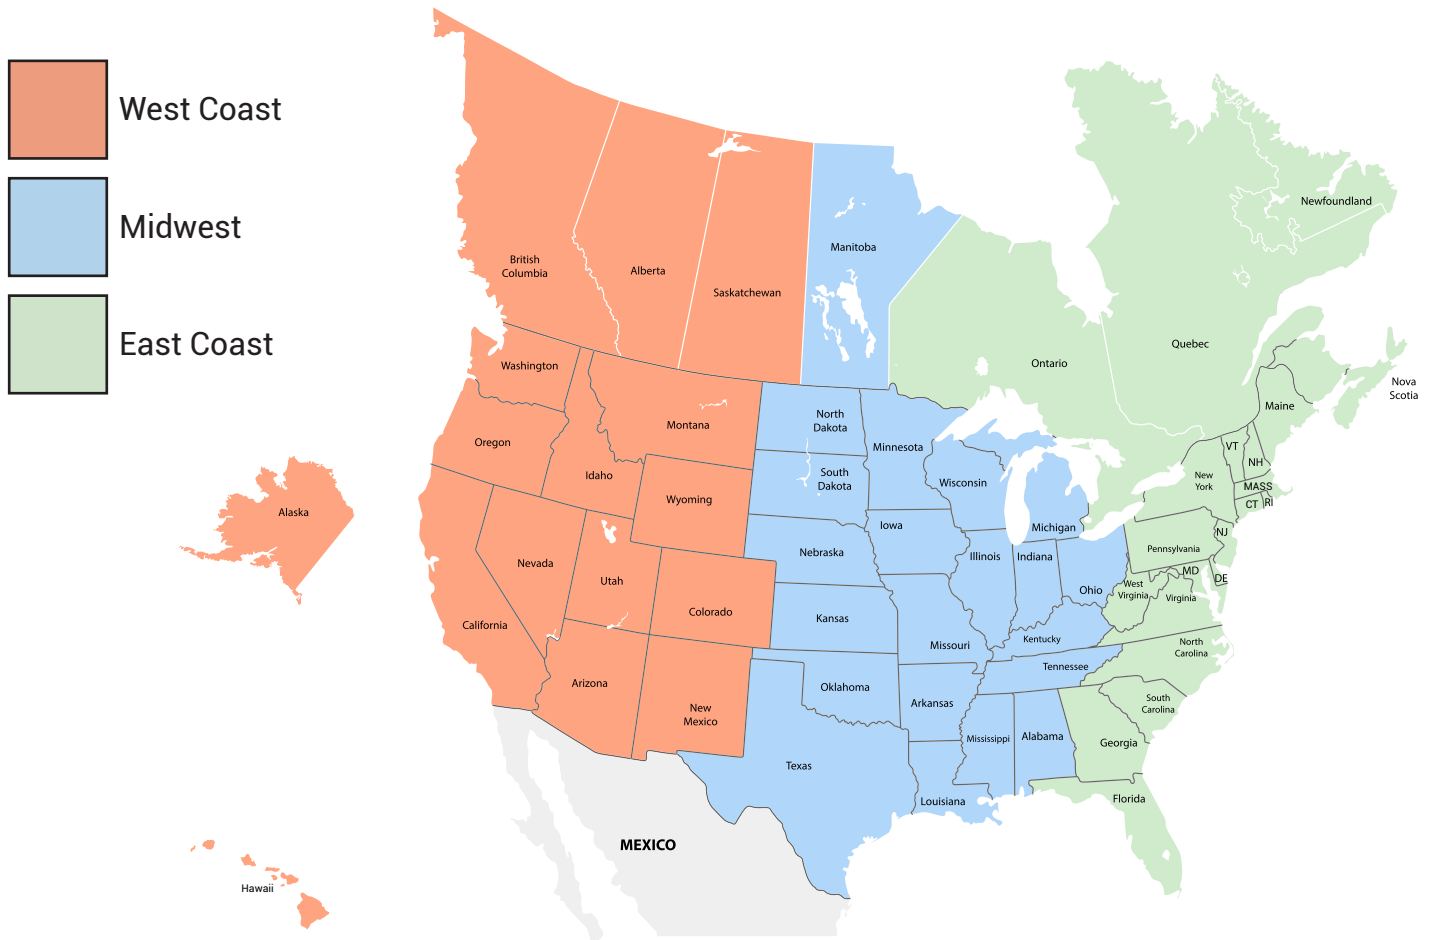 West Coast
Midwest
East Coast
British
Columbia
Alberta
Saskatchewan
Manitoba
Ontario
Quebec
Newfoundland
Nova
Scotia
Washington
Oregon
Idaho
Montana
Wyoming
North
Dakota
South
Dakota
Minnesota
Wisconsin
Michigan
Iowa
Nebraska
Illinois
Indiana
Ohio
Maine
VT
NH
New
York
MASS
CT
RI
NJ
Pennsylvania
MD
DE
West
Virginia
Virginia
Alaska
Nevada
Utah
Colorado
California
Kansas
Missouri
Kentucky
Tennessee
North
Carolina
South
Carolina
Arizona
New
Mexico
Oklahoma
Arkansas
Mississippi
Alabama
Georgia
Texas
Louisiana
Florida
MEXICO
Hawaii